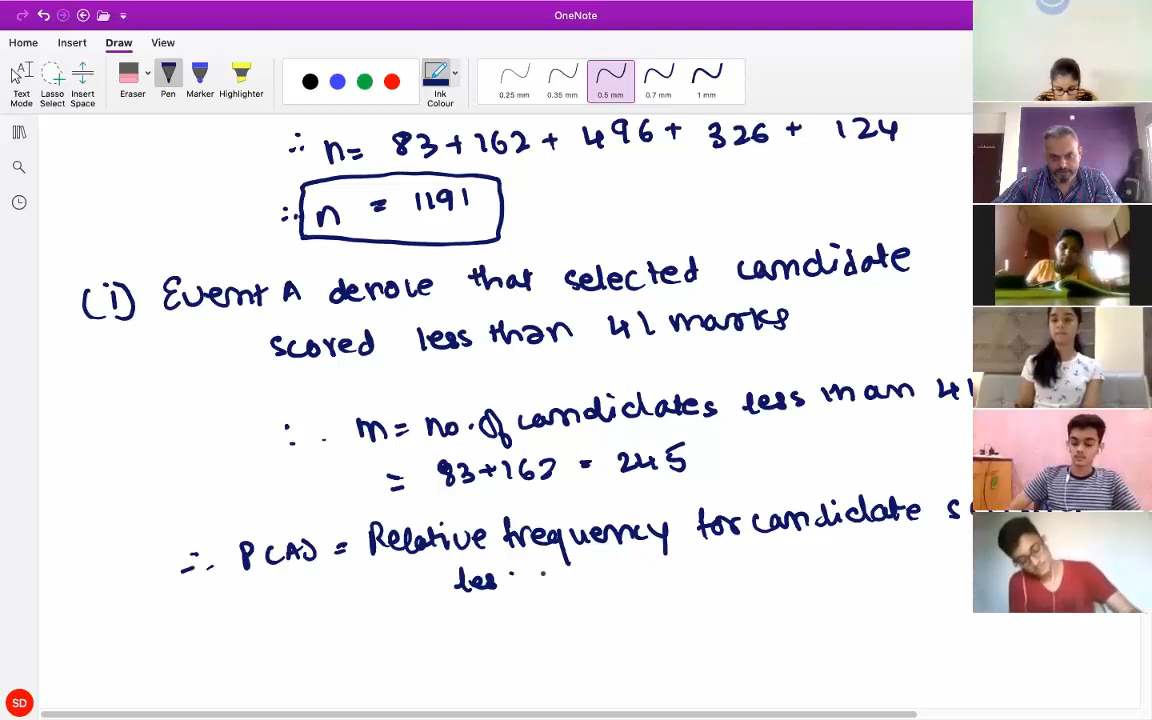 OneNote
Home Insert Draw View
Text Mode
Lasso Select
Insert Space
Eraser
Pen
Marker
Highlighter
Ink Colour
0.25 mm
0.35 mm
0.5 mm
0.7 mm
1 mm
∴ n= 83+162+ 496+ 326 + 124
∴ n = 1191
(i) Event A denote that selected candidate
scored less than 41 marks
∴ m= no. of candidates less than 41
= 83+162 = 245
∴ P(A) = Relative frequency for candidate
les
SD